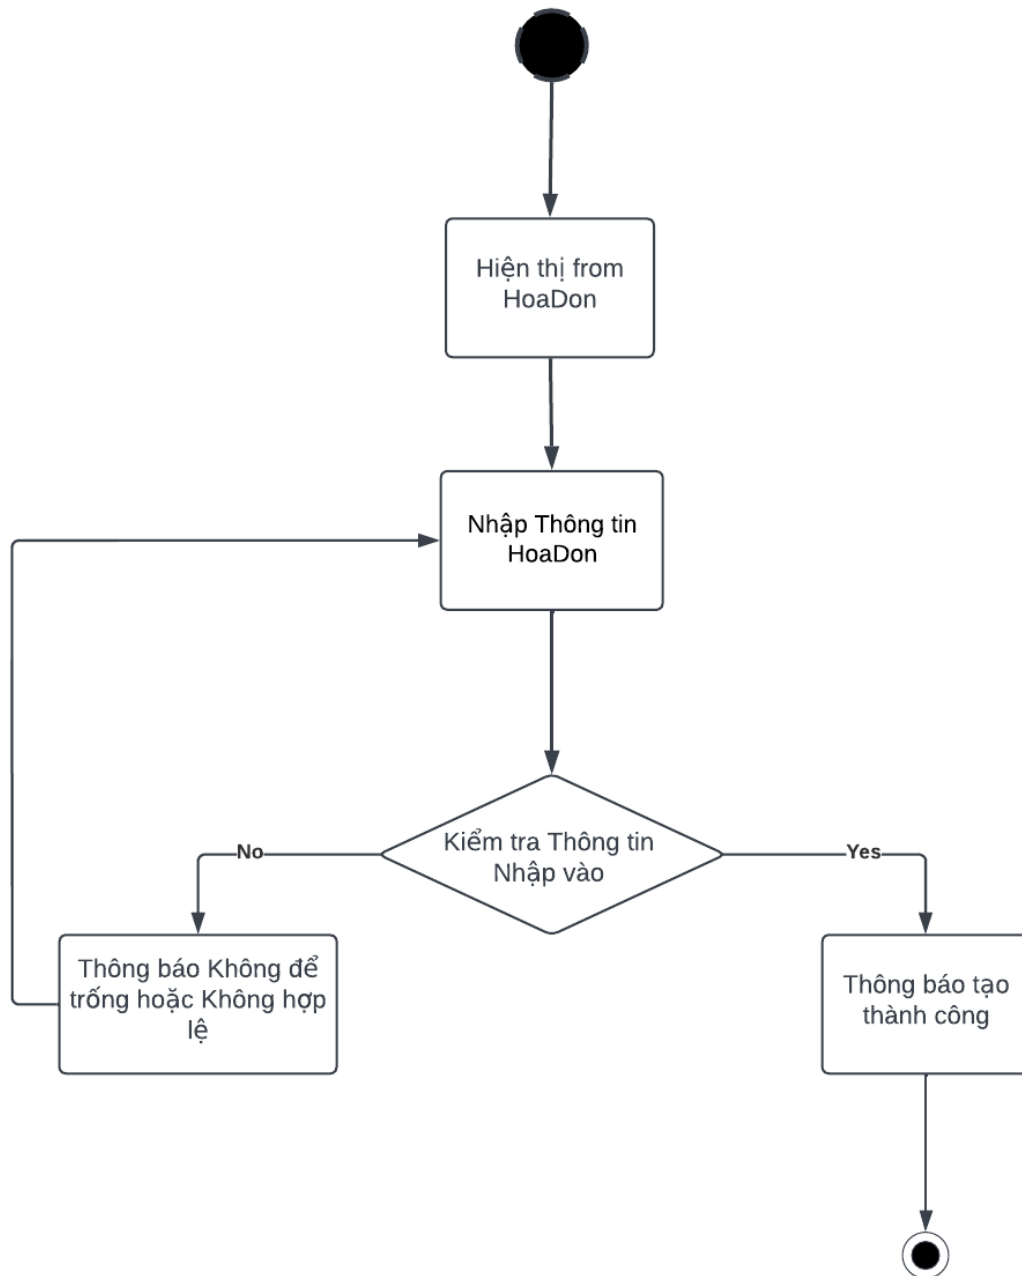 Hiện thị from
HoaDon
Nhập Thông tin
HoaDon
Kiểm tra Thông tin
Nhập vào
No
Yes
Thông báo Không để
trống hoặc Không hợp
lệ
Thông báo tạo
thành công